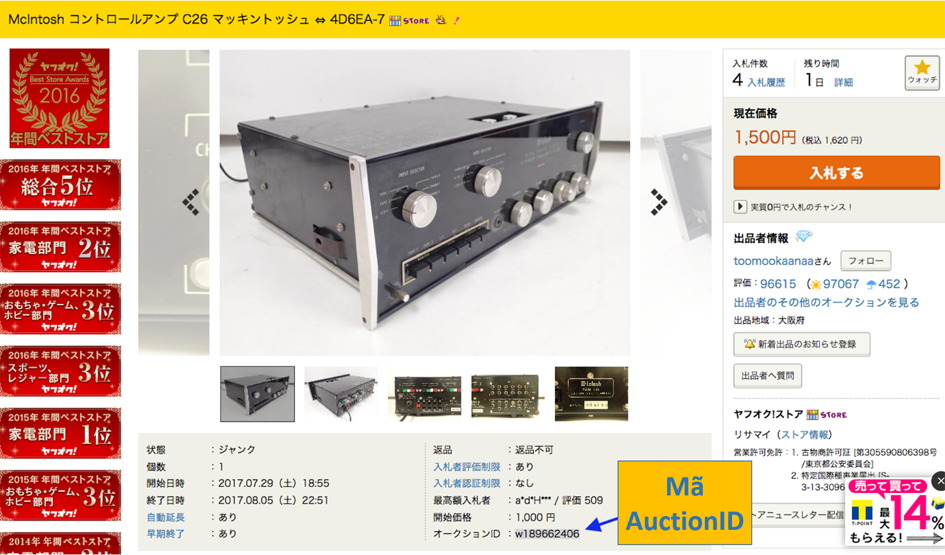 McIntosh コントロールアンプ C26 マッキントッシュ ⇔ 4D6EA-7 STORE
ヤフオク!
Best Store Awards
2016
年間ベストストア
2016年 年間ベストストア
総合5位
ヤフオク!
2016年 年間ベストストア
家電部門 2位
ヤフオク!
2016年 年間ベストストア
おもちゃ・ゲーム、
ホビー部門 3位
ヤフオク!
2016年 年間ベストストア
スポーツ、
レジャー部門 3位
ヤフオク!
2015年 年間ベストストア
家電部門 1位
ヤフオク!
2015年 年間ベストストア
おもちゃ・ゲーム、
ホビー部門 3位
ヤフオク!
2014年 年間ベストストア
INPUT SELECTOR
McIntosh
状態 : ジャンク
個数 : 1
開始日時 : 2017.07.29（土）18:55
終了日時 : 2017.08.05（土）22:51
自動延長 : あり
早期終了 : あり
返品 : 返品不可
入札者評価制限 : あり
入札者認証制限 : なし
最高額入札者 : a*d*H*** / 評価 509
開始価格 : 1,000 円
オークションID : w189662406
Mã
AuctionID
入札件数
4 入札履歴
残り時間
1日 詳細
ウォッチ
現在価格
1,500円 (税込 1,620 円)
入札する
実質0円で入札のチャンス！
出品者情報
toomookaanaaさん フォロー
評価：96615 （97067 452 ）
出品者のその他のオークションを見る
出品地域：大阪府
新着出品のお知らせ登録
出品者へ質問
ヤフオク!ストア STORE
リサマイ（ストア情報）
営業許可免許：1. 古物商許可証 [第305590806398号
/東京都公安委員会]
2. 特定国際種事業届出 [S-
3-13-3096
トアニュースレター配信
売って買って
T-POINT 最大14%
もらえる!